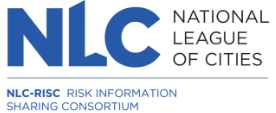 NLC NATIONAL
LEAGUE
OF CITIES
NLC-RISC RISK INFORMATION
SHARING CONSORTIUM